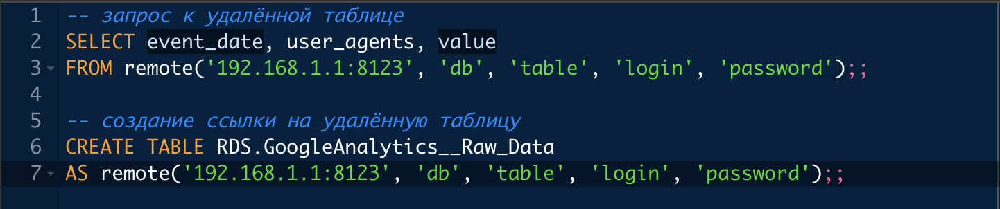 1 -- запрос к удалённой таблице
2 SELECT event_date, user_agents, value
3 FROM remote('192.168.1.1:8123', 'db', 'table', 'login', 'password');;
4
5 -- создание ссылки на удалённую таблицу
6 CREATE TABLE RDS.GoogleAnalytics__Raw_Data
7 AS remote('192.168.1.1:8123', 'db', 'table', 'login', 'password');;